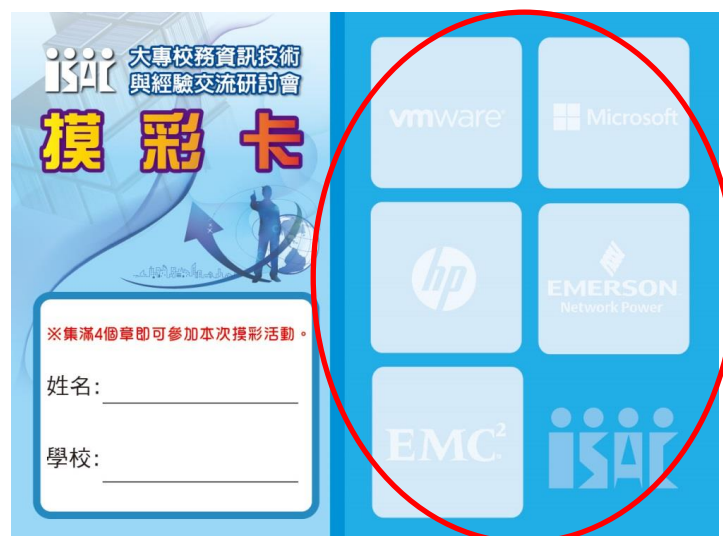 iSAC
大專校務資訊技術
與經驗交流研討會
摸彩卡
※集滿4個章即可參加本次摸彩活動。
姓名:
學校:
vmware
Microsoft
hp
EMERSON
Network Power
EMC²
iSAC